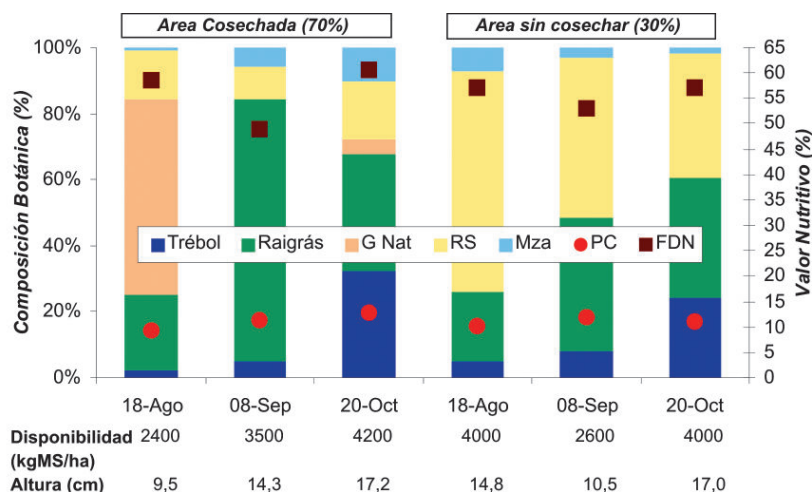 Area Cosechada (70%) Area sin cosechar (30%)
Composición Botánica (%)
100%
80%
60%
40%
20%
0%
65
60
55
50
45
40
35
30
25
20
15
10
5
0
Valor Nutritivo (%)
Trébol Raigrás G Nat RS Mza PC FDN
18-Ago 08-Sep 20-Oct 18-Ago 08-Sep 20-Oct
Disponibilidad 2400 3500 4200 4000 2600 4000
(kgMS/ha)
Altura (cm) 9,5 14,3 17,2 14,8 10,5 17,0